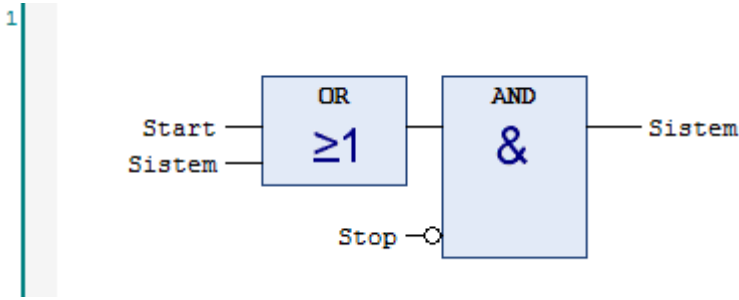 1
OR AND
Start ≥1 & Sistem
Sistem
Stop